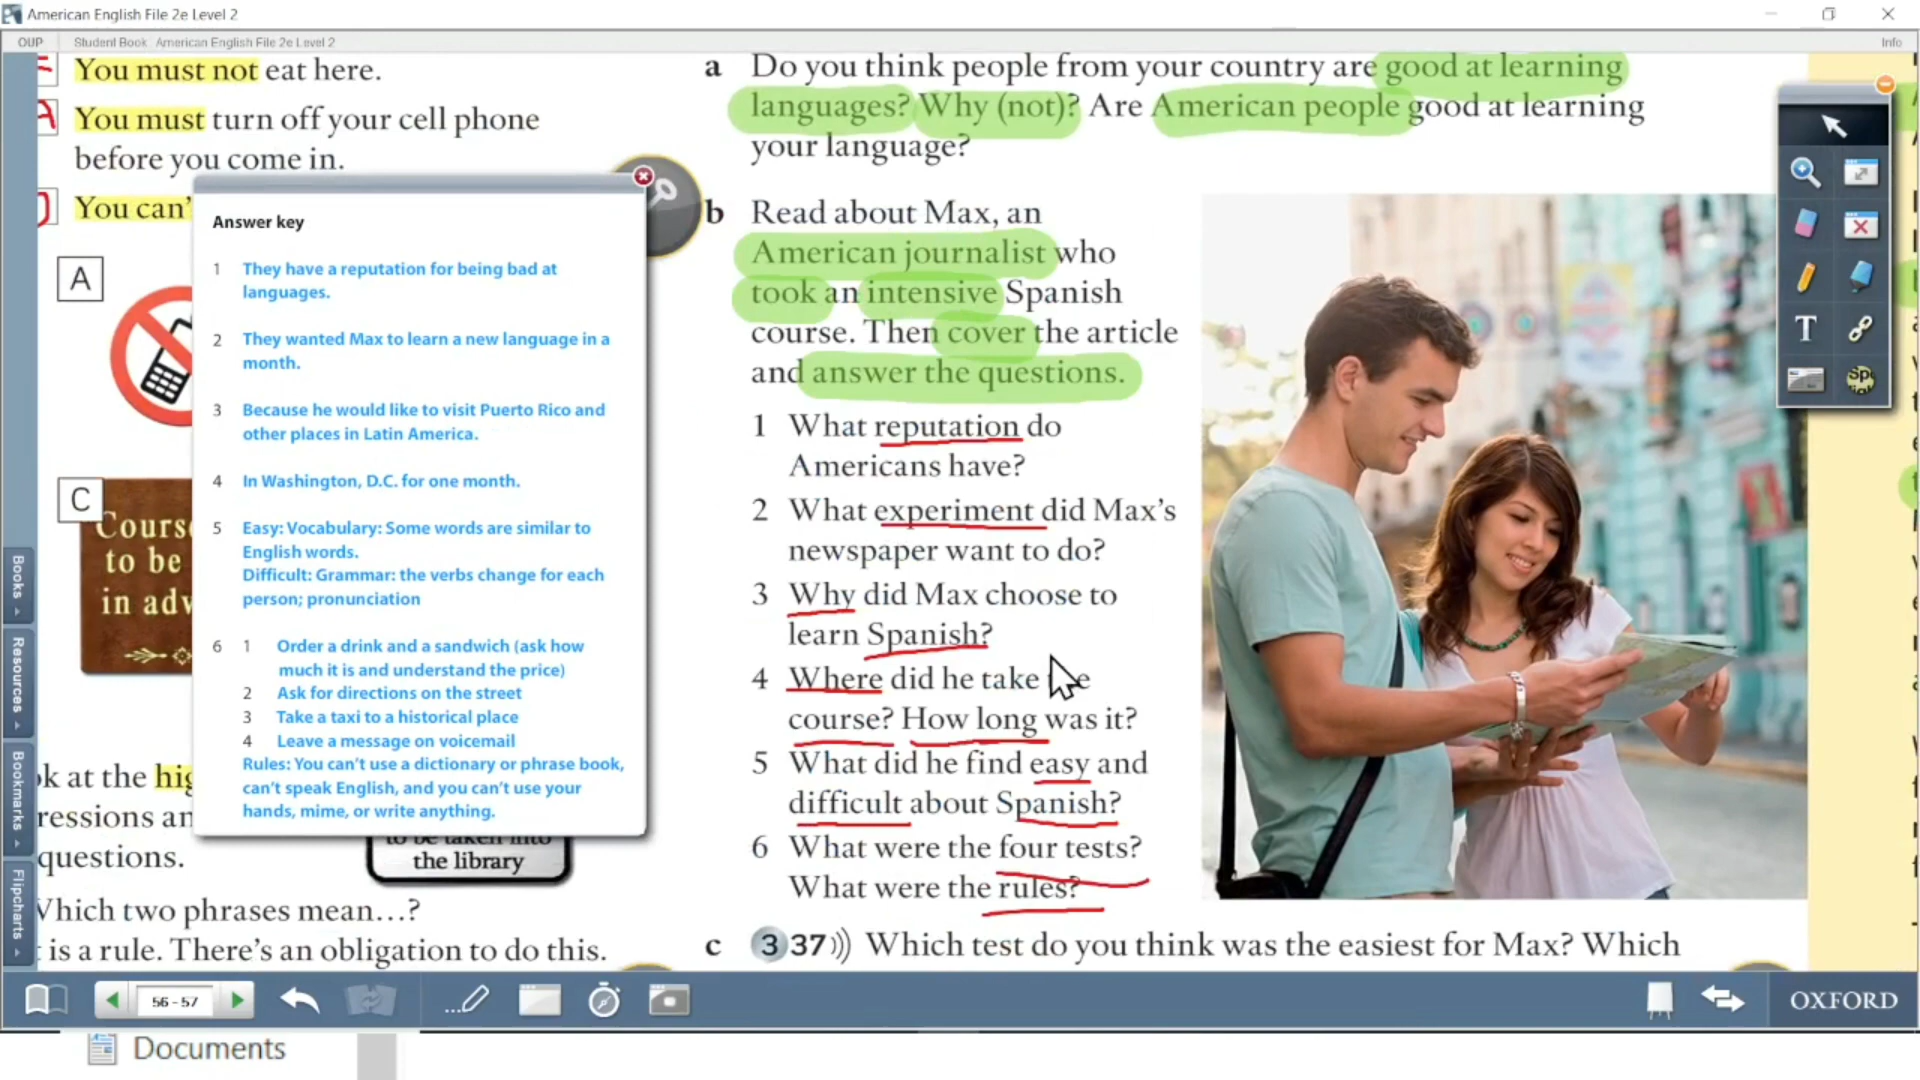 American English File 2e Level 2
OUP
Student Book American English File 2e Level 2
Info
You must not eat here.
A
You must turn off your cell phone
before you come in.
You can'
A
C
Cours
to be
in adv
k at the hig
ressions an
questions.
to be taken into
the library
Which two phrases mean...?
t is a rule. There's an obligation to do this.
Answer key
1 They have a reputation for being bad at
languages.
2 They wanted Max to learn a new language in a
month.
3 Because he would like to visit Puerto Rico and
other places in Latin America.
4 In Washington, D.C. for one month.
5 Easy: Vocabulary: Some words are similar to
English words.
Difficult: Grammar: the verbs change for each
person; pronunciation
6 1 Order a drink and a sandwich (ask how
much it is and understand the price)
2 Ask for directions on the street
3 Take a taxi to a historical place
4 Leave a message on voicemail
Rules: You can't use a dictionary or phrase book,
can't speak English, and you can't use your
hands, mime, or write anything.
a Do you think people from your country are good at learning
languages? Why (not)? Are American people good at learning
your language?
b Read about Max, an
American journalist who
took an intensive Spanish
course. Then cover the article
and answer the questions.
1 What reputation do
Americans have?
2 What experiment did Max's
newspaper want to do?
3 Why did Max choose to
learn Spanish?
4 Where did he take the
course? How long was it?
5 What did he find easy and
difficult about Spanish?
6 What were the four tests?
What were the rules?
c 3 37))) Which test do you think was the easiest for Max? Which
T
Books
Resources
Bookmarks
Flipcharts
56 - 57
OXFORD
Documents